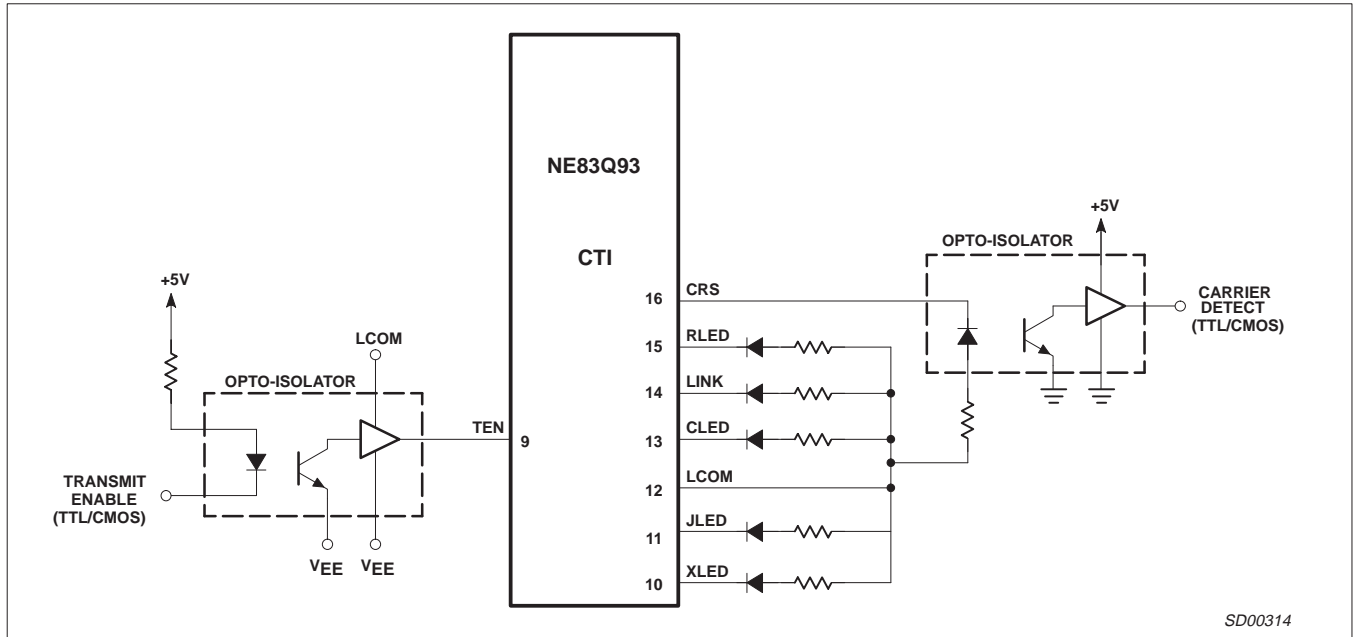 NE83Q93
CTI
+5V
OPTO-ISOLATOR
16
CRS
CARRIER
DETECT
(TTL/CMOS)
+5V
LCOM
OPTO-ISOLATOR
15
RLED
14
LINK
TEN
9
13
CLED
TRANSMIT
ENABLE
(TTL/CMOS)
12
LCOM
11
JLED
VEE
VEE
10
XLED
SD00314